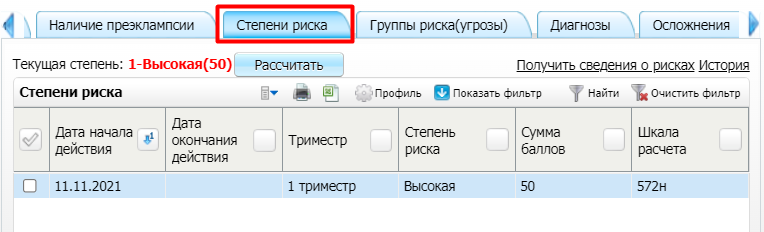 Наличие преэклампсии Степени риска Группы риска(угрозы) Диагнозы Осложнения
Текущая степень: 1-Высокая(50) Рассчитать Получить сведения о рисках История
Степени риска Профиль Показать фильтр Найти Очистить фильтр
Дата начала действия Дата окончания действия Триместр Степень риска Сумма баллов Шкала расчета
11.11.2021 1 триместр Высокая 50 572н